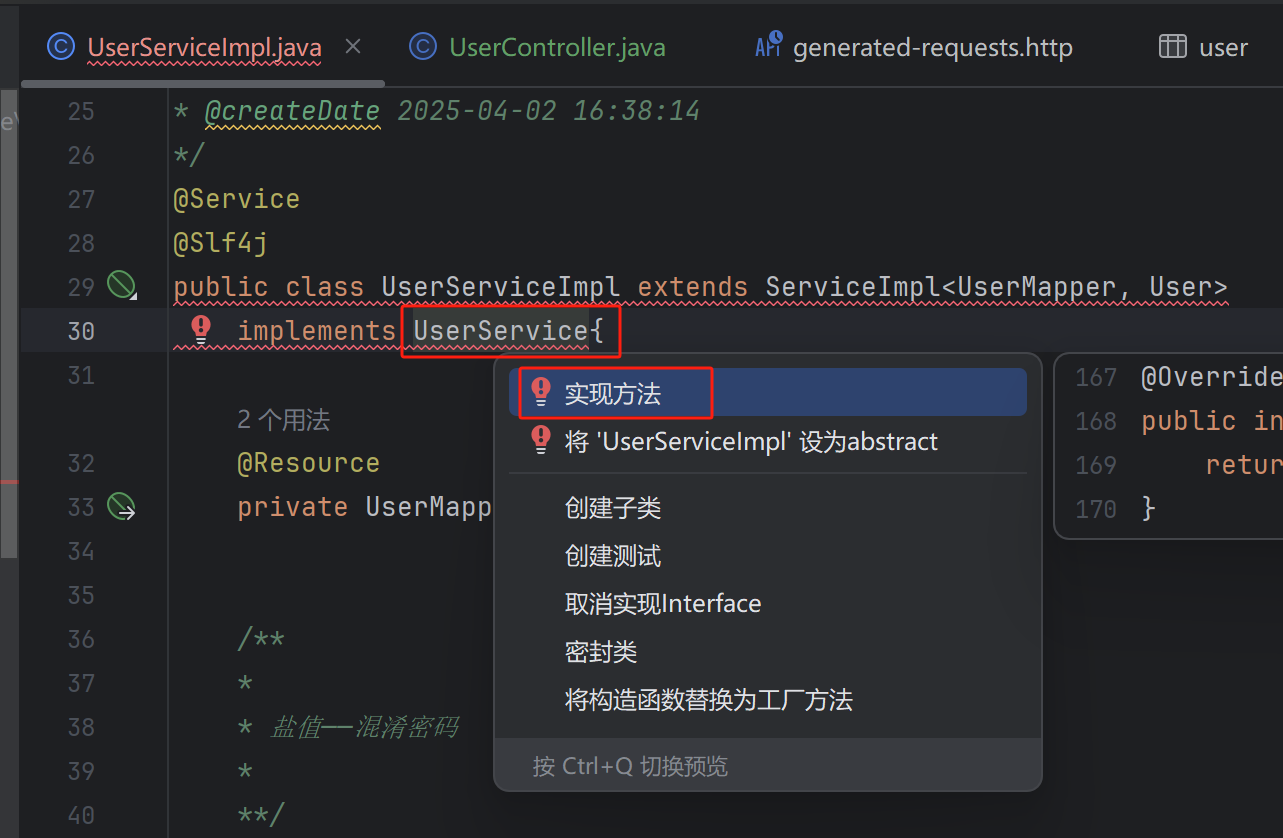 UserServiceImpl.java UserController.java generated-requests.http user
25 * @createDate 2025-04-02 16:38:14
26 */
27 @Service
28 @Slf4j
29 public class UserServiceImpl extends ServiceImpl<UserMapper, User>
30 implements UserService{
31
2 个用法
32 @Resource
33 private UserMapp
34
35
36 /**
37 *
38 * 盐值——混淆密码
39 *
40 **/
实现方法
将 'UserServiceImpl' 设为abstract
创建子类
创建测试
取消实现Interface
密封类
将构造函数替换为工厂方法
按 Ctrl+Q 切换预览
167 @Override
168 public in
169 retur
170 }